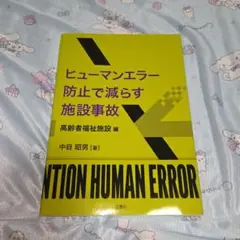 ヒューマンエラー
防止で減らす
施設事故
高齢者福祉施設 編
中目 昭男[著]
NTION HUMAN ERROR